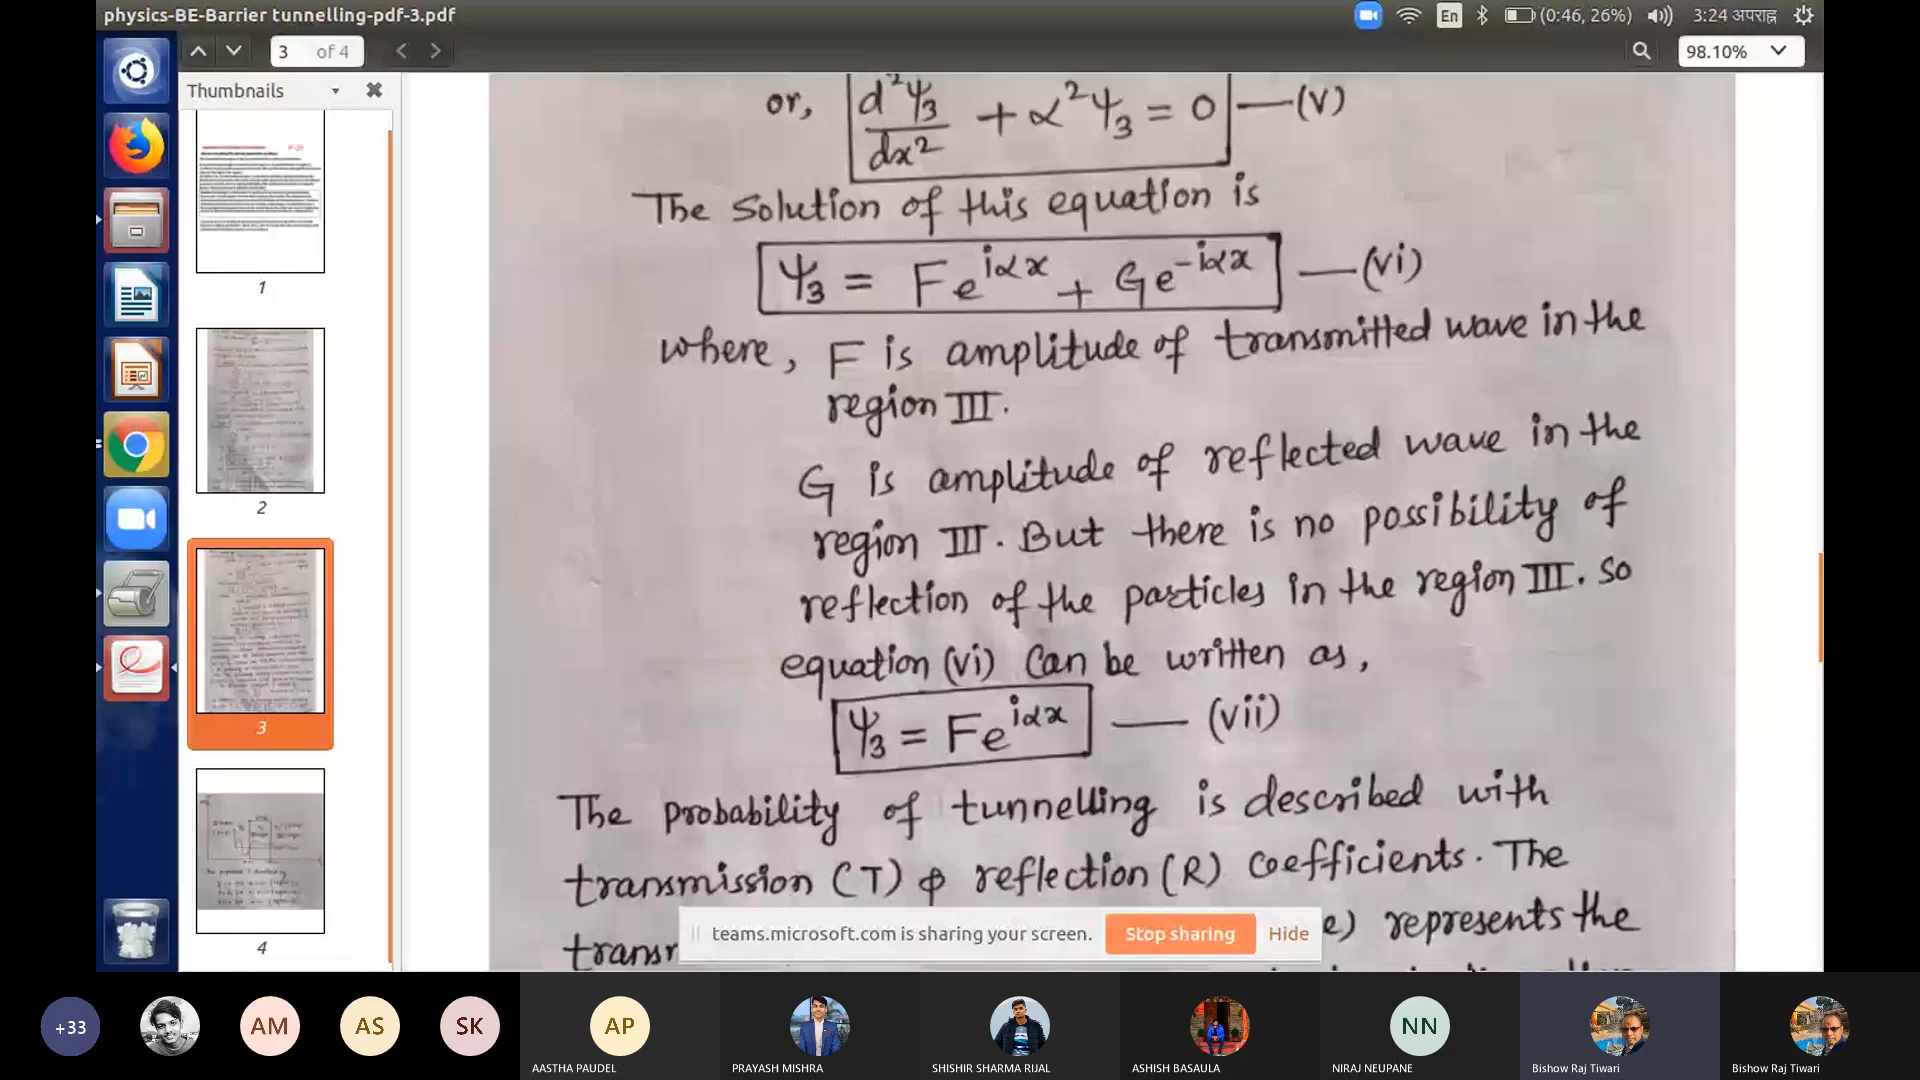 physics-BE-Barrier tunnelling-pdf-3.pdf
En
(0:46, 26%)
3:24 अपराह्न
3 of 4
98.10%
Thumbnails
1
2
3
4
or, d²ψ₃/dx² + α²ψ₃ = 0 —(v)
The solution of this equation is
ψ₃ = Fe^{iαx} + Ge^{-iαx} —(vi)
where, F is amplitude of transmitted wave in the
region III.
G is amplitude of reflected wave in the
region III. But there is no possibility of
reflection of the particles in the region III. So
equation (vi) can be written as,
ψ₃ = Fe^{iαx} — (vii)
The probability of tunnelling is described with
transmission (T) & reflection (R) coefficients. The
e) represents the
teams.microsoft.com is sharing your screen.
Stop sharing
Hide
+33
AM
AS
SK
AP
NN
AASTHA PAUDEL
PRAYASH MISHRA
SHISHIR SHARMA RIJAL
ASHISH BASAULA
NIRAJ NEUPANE
Bishow Raj Tiwari
Bishow Raj Tiwari